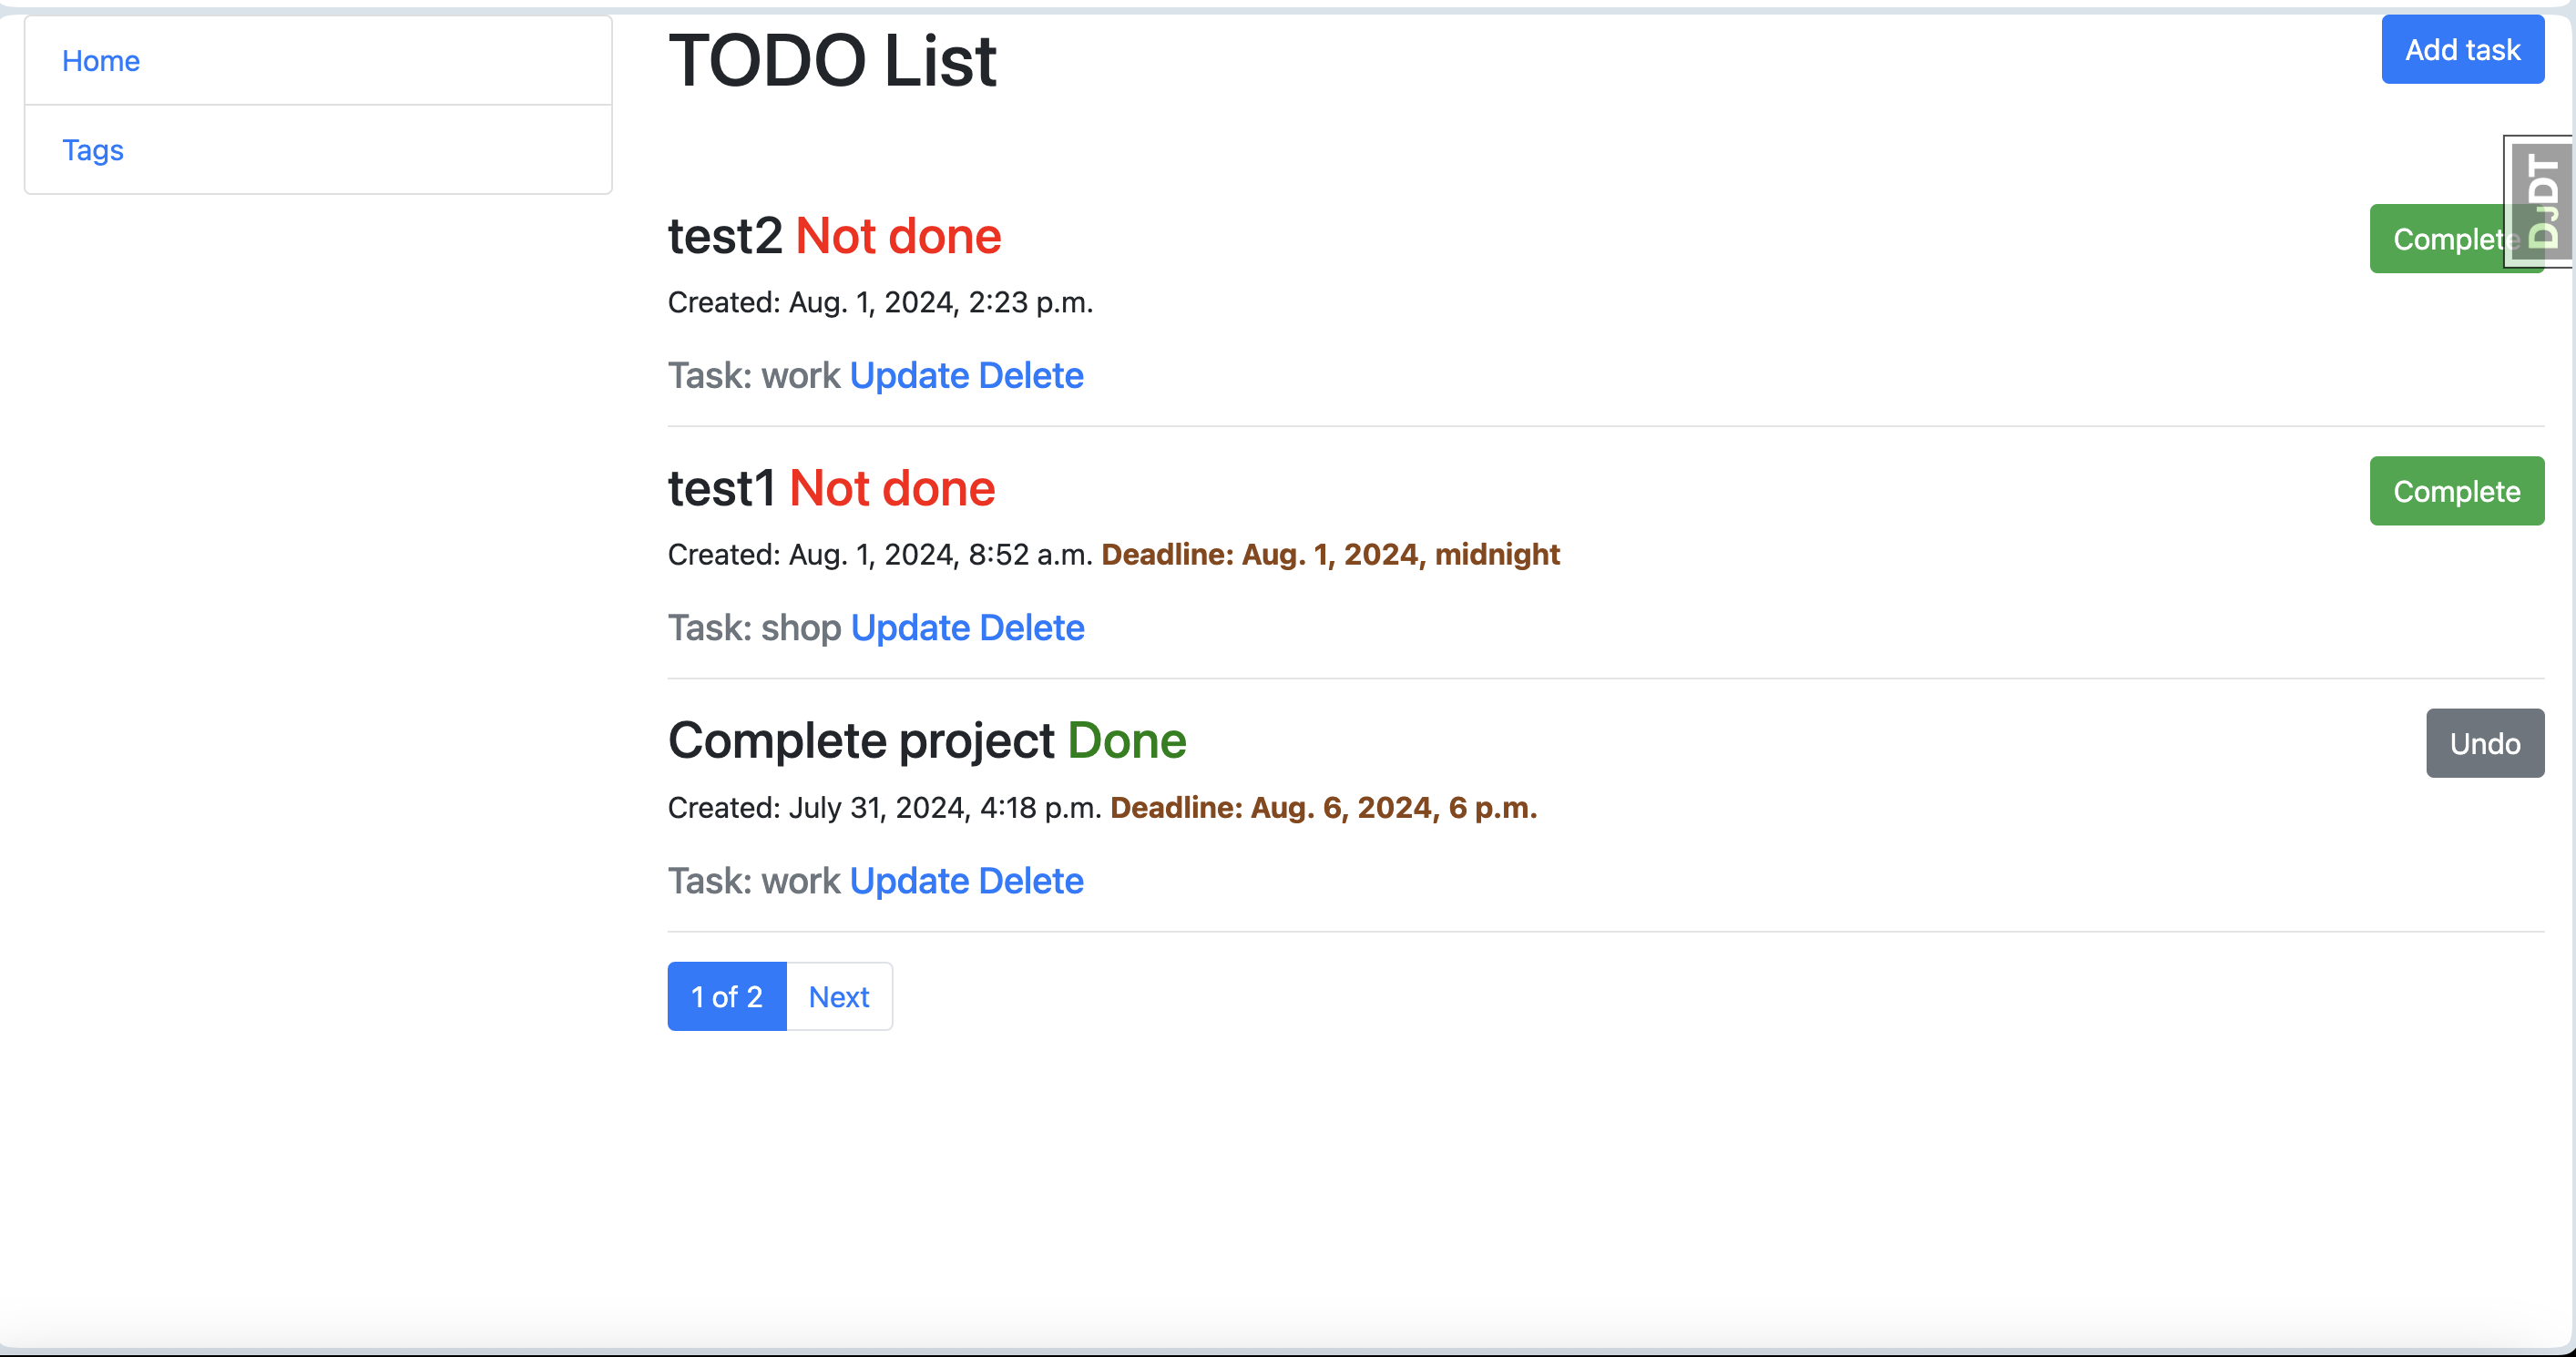 Home
Tags
TODO List
Add task
DjDT
test2 Not done
Complete
Created: Aug. 1, 2024, 2:23 p.m.
Task: work Update Delete
test1 Not done
Complete
Created: Aug. 1, 2024, 8:52 a.m. Deadline: Aug. 1, 2024, midnight
Task: shop Update Delete
Complete project Done
Undo
Created: July 31, 2024, 4:18 p.m. Deadline: Aug. 6, 2024, 6 p.m.
Task: work Update Delete
1 of 2 Next